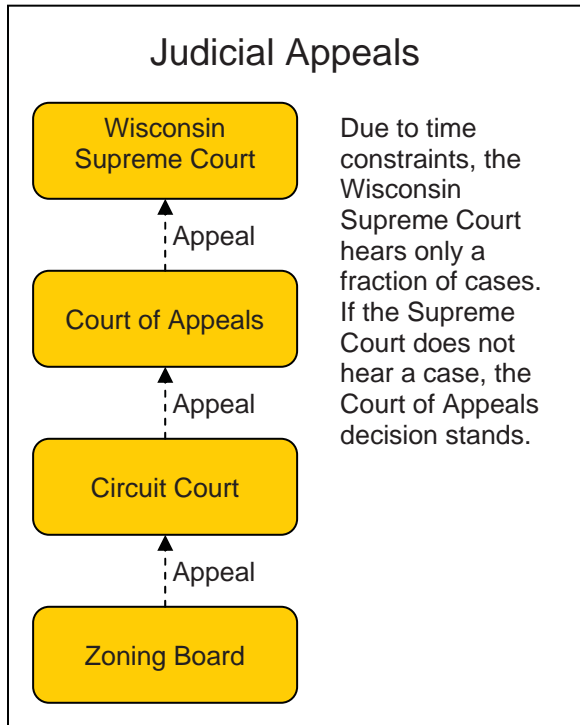 Judicial Appeals
Wisconsin
Supreme Court
Appeal
Court of Appeals
Appeal
Circuit Court
Appeal
Zoning Board
Due to time
constraints, the
Wisconsin
Supreme Court
hears only a
fraction of cases.
If the Supreme
Court does not
hear a case, the
Court of Appeals
decision stands.